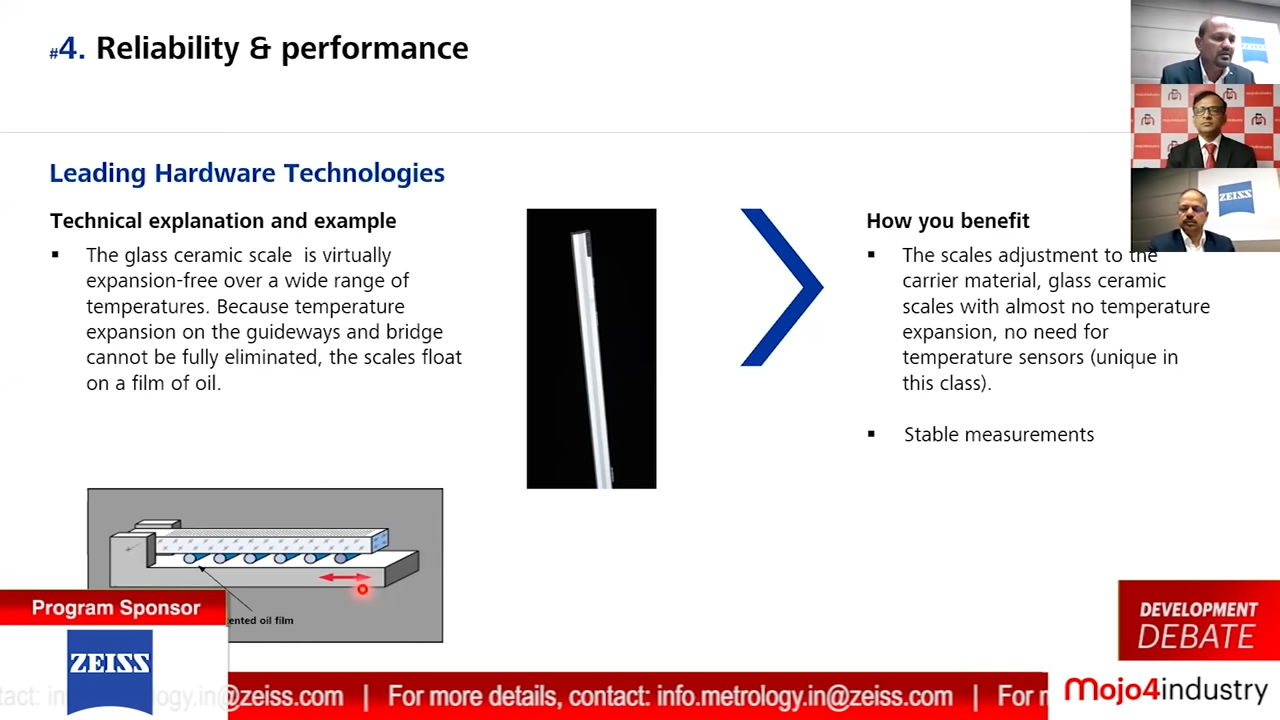 #4. Reliability & performance
Leading Hardware Technologies
Technical explanation and example
▪ The glass ceramic scale is virtually
expansion-free over a wide range of
temperatures. Because temperature
expansion on the guideways and bridge
cannot be fully eliminated, the scales float
on a film of oil.
How you benefit
▪ The scales adjustment to the
carrier material, glass ceramic
scales with almost no temperature
expansion, no need for
temperature sensors (unique in
this class).
▪ Stable measurements
oil film
Program Sponsor
ZEISS
ZEISS
ZEISS
DEVELOPMENT
DEBATE
@zeiss.com | For more details, contact: info.metrology.in@zeiss.com | For
Mojo4industry